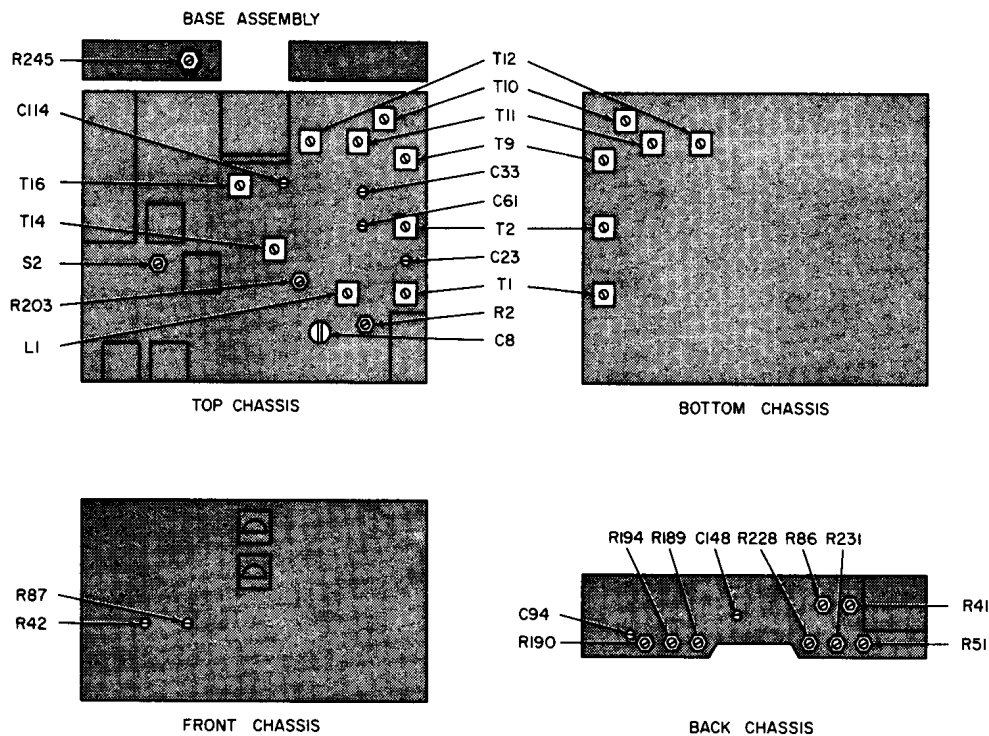 BASE ASSEMBLY
R245
C114
T16
T14
S2
R203
L1
T12
T10
T11
T9
C33
C61
T2
C23
T1
R2
C8
TOP CHASSIS
BOTTOM CHASSIS
R87
R42
FRONT CHASSIS
R194 R189 C148 R228 R86 R231
C94
R190
R41
R51
BACK CHASSIS